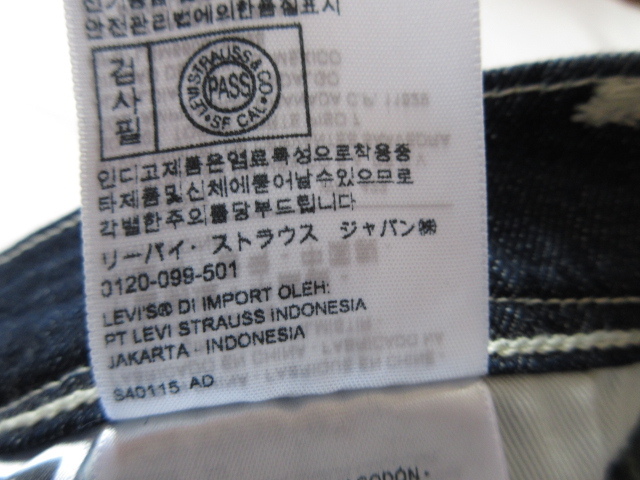 안전관리법에의한품질표시
검사필
LEVI STRAUSS & CO
PASS
SF CAL.
인디고제품은염료특성으로착용중
타제품및신체에묻어날수있으므로
각별한주의를당부드립니다
リーバイ・ストラウス ジャパン㈱
0120-099-501
LEVI'S® DI IMPORT OLEH:
PT LEVI STRAUSS INDONESIA
JAKARTA - INDONESIA
S40115 AD